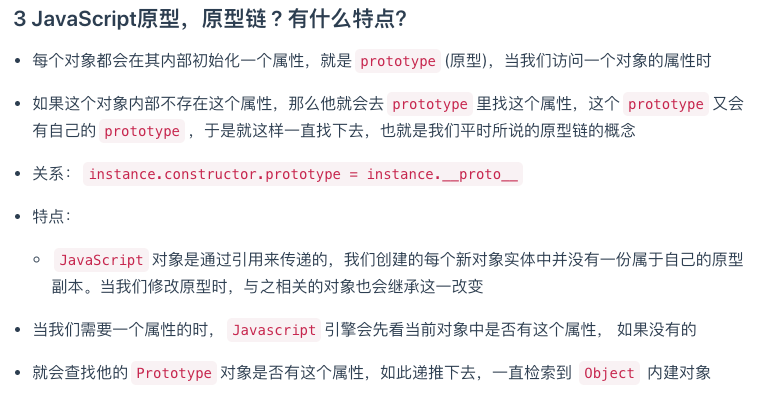 3 JavaScript原型，原型链 ? 有什么特点?
每个对象都会在其内部初始化一个属性，就是 prototype (原型)，当我们访问一个对象的属性时
如果这个对象内部不存在这个属性，那么他就会去 prototype 里找这个属性，这个 prototype 又会
有自己的 prototype ，于是就这样一直找下去，也就是我们平时所说的原型链的概念
关系： instance.constructor.prototype = instance.__proto__
特点：
JavaScript 对象是通过引用来传递的，我们创建的每个新对象实体中并没有一份属于自己的原型
副本。当我们修改原型时，与之相关的对象也会继承这一改变
当我们需要一个属性的时， Javascript 引擎会先看当前对象中是否有这个属性， 如果没有的
就会查找他的 Prototype 对象是否有这个属性，如此递推下去，一直检索到 Object 内建对象